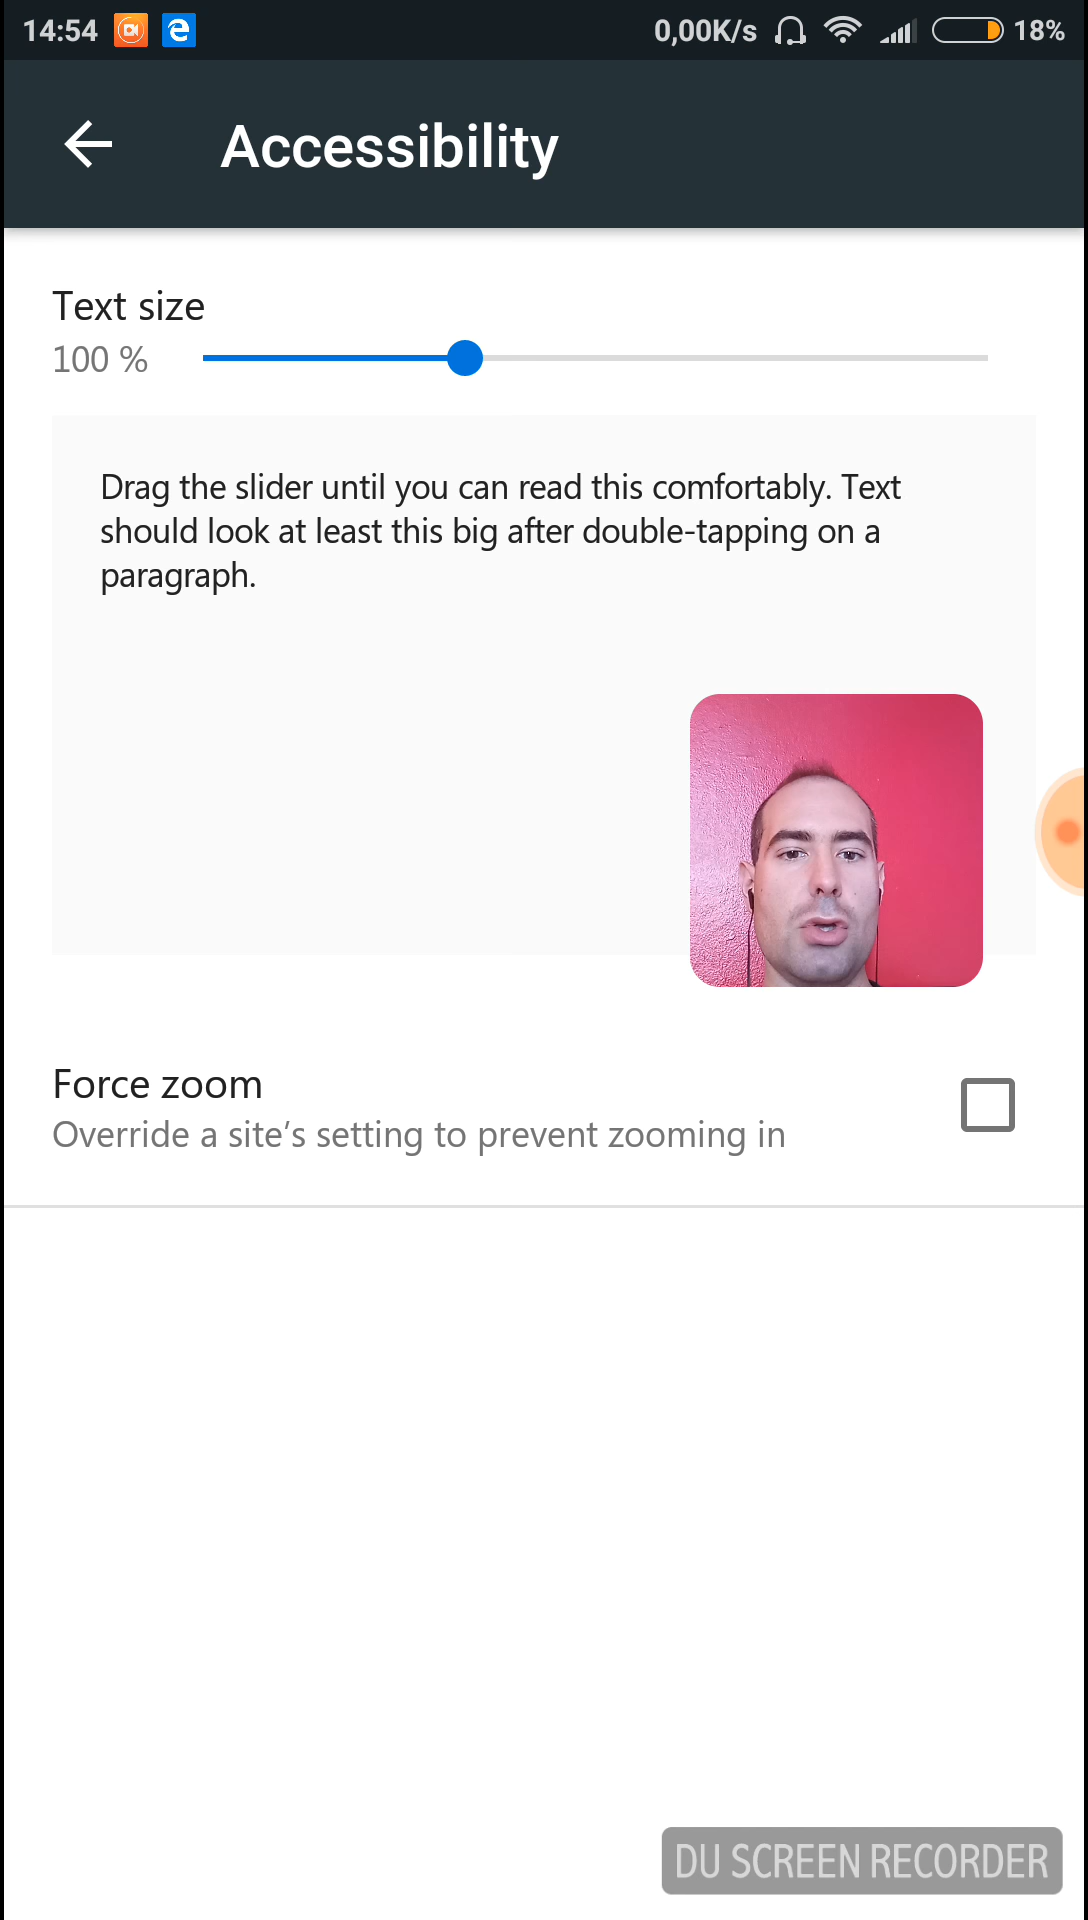 14:54 0,00K/s 18%
Accessibility
Text size
100 %
Drag the slider until you can read this comfortably. Text
should look at least this big after double-tapping on a
paragraph.
Force zoom
Override a site’s setting to prevent zooming in
DU SCREEN RECORDER